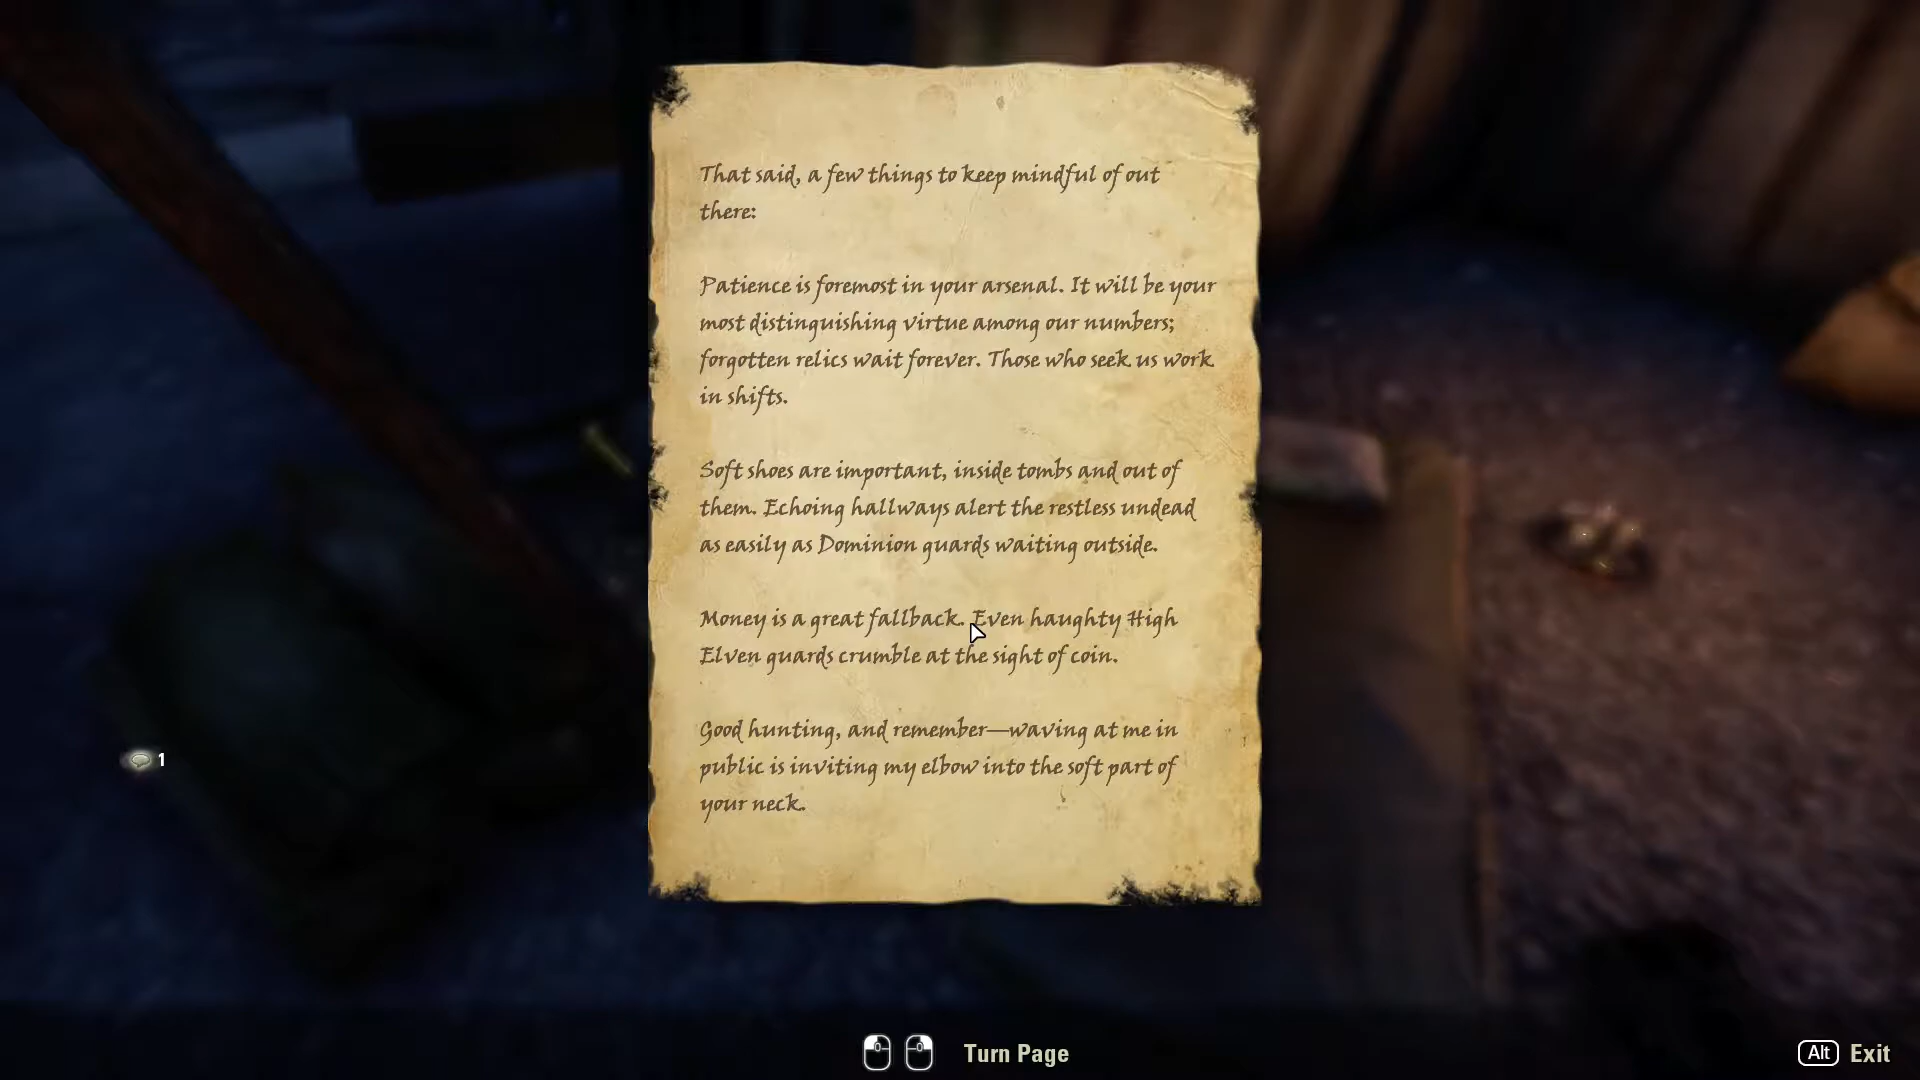 That said, a few things to keep mindful of out
there:
Patience is foremost in your arsenal. It will be your
most distinguishing virtue among our numbers;
forgotten relics wait forever. Those who seek us work
in shifts.
Soft shoes are important, inside tombs and out of
them. Echoing hallways alert the restless undead
as easily as Dominion guards waiting outside.
Money is a great fallback. Even haughty High
Elven guards crumble at the sight of coin.
Good hunting, and remember—waving at me in
public is inviting my elbow into the soft part of
your neck.
1
Turn Page
Alt Exit